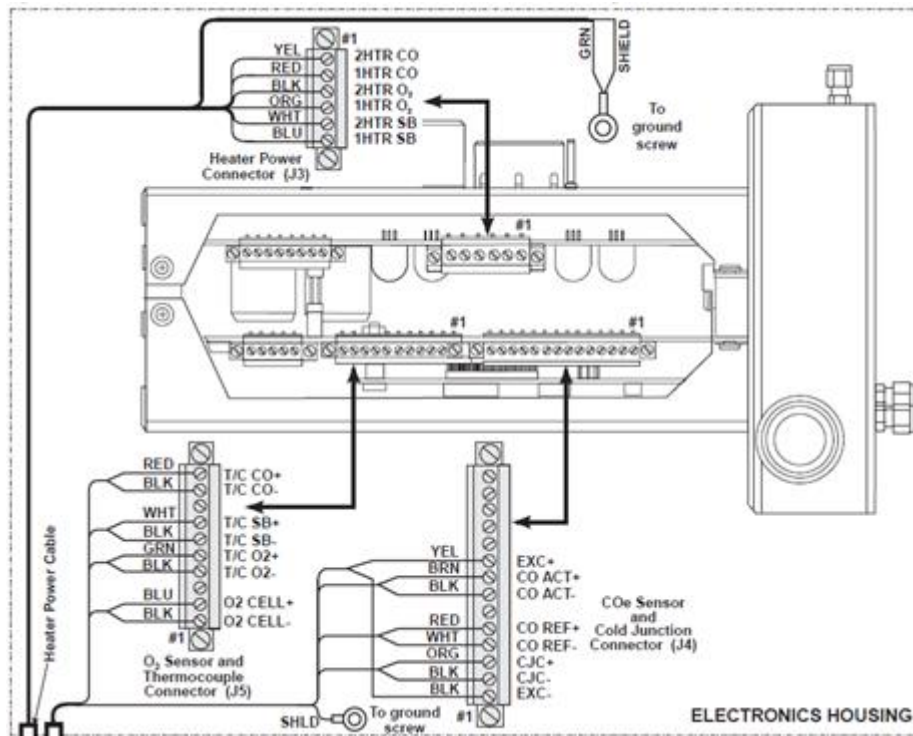 #1
YEL 2HTR CO
RED 1HTR CO
BLK 2HTR O₂
ORG 1HTR O₂
WHT 2HTR SB
BLU 1HTR SB
Heater Power
Connector (J3)
GRN
SHIELD
To
ground
screw
#1
#1
#1
RED T/C CO+
BLK T/C CO-
WHT T/C SB+
BLK T/C SB-
GRN T/C O2+
BLK T/C O2-
BLU O2 CELL+
BLK O2 CELL-
#1
O₂ Sensor and
Thermocouple
Connector (J5)
YEL EXC+
BRN CO ACT+
BLK CO ACT-
RED CO REF+
WHT CO REF-
ORG CJC+
BLK CJC-
BLK EXC-
#1
COe Sensor
and
Cold Junction
Connector (J4)
Heater Power Cable
SHLD
To ground
screw
ELECTRONICS HOUSING